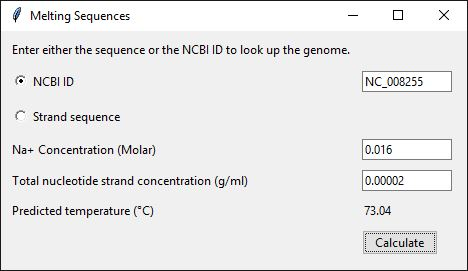 Melting Sequences
Enter either the sequence or the NCBI ID to look up the genome.
NCBI ID NC_008255
Strand sequence
Na+ Concentration (Molar) 0.016
Total nucleotide strand concentration (g/ml) 0.00002
Predicted temperature (°C) 73.04
Calculate